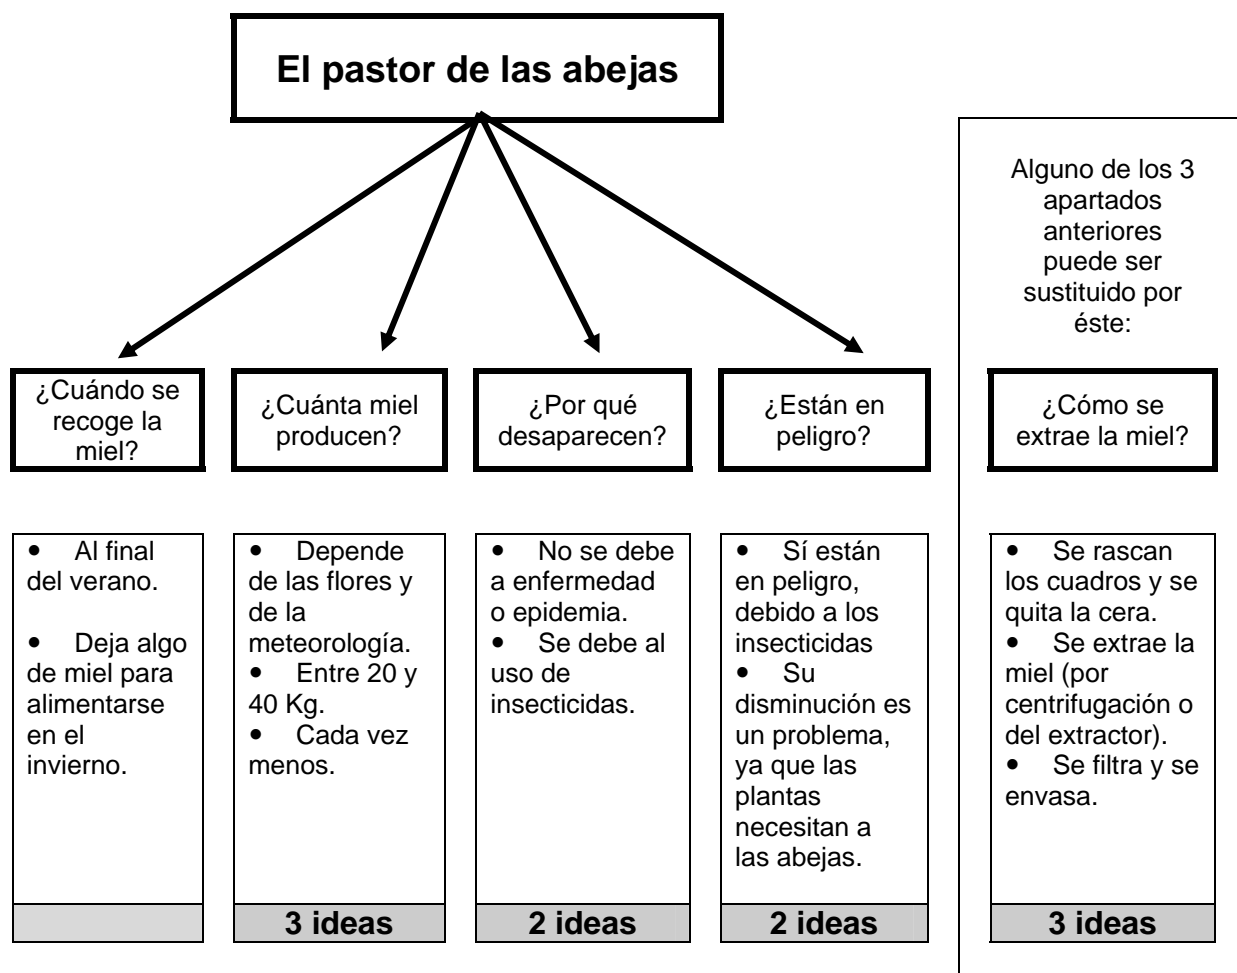 El pastor de las abejas
Alguno de los 3
apartados
anteriores
puede ser
sustituido por
éste:
¿Cuándo se
recoge la
miel?
¿Cuánta miel
producen?
¿Por qué
desaparecen?
¿Están en
peligro?
¿Cómo se
extrae la miel?
• Al final
del verano.
• Deja algo
de miel para
alimentarse
en el
invierno.
• Depende
de las flores y
de la
meteorología.
• Entre 20 y
40 Kg.
• Cada vez
menos.
3 ideas
• No se debe
a enfermedad
o epidemia.
• Se debe al
uso de
insecticidas.
2 ideas
• Sí están
en peligro,
debido a los
insecticidas
• Su
disminución es
un problema,
ya que las
plantas
necesitan a
las abejas.
2 ideas
• Se rascan
los cuadros y se
quita la cera.
• Se extrae la
miel (por
centrifugación o
del extractor).
• Se filtra y se
envasa.
3 ideas